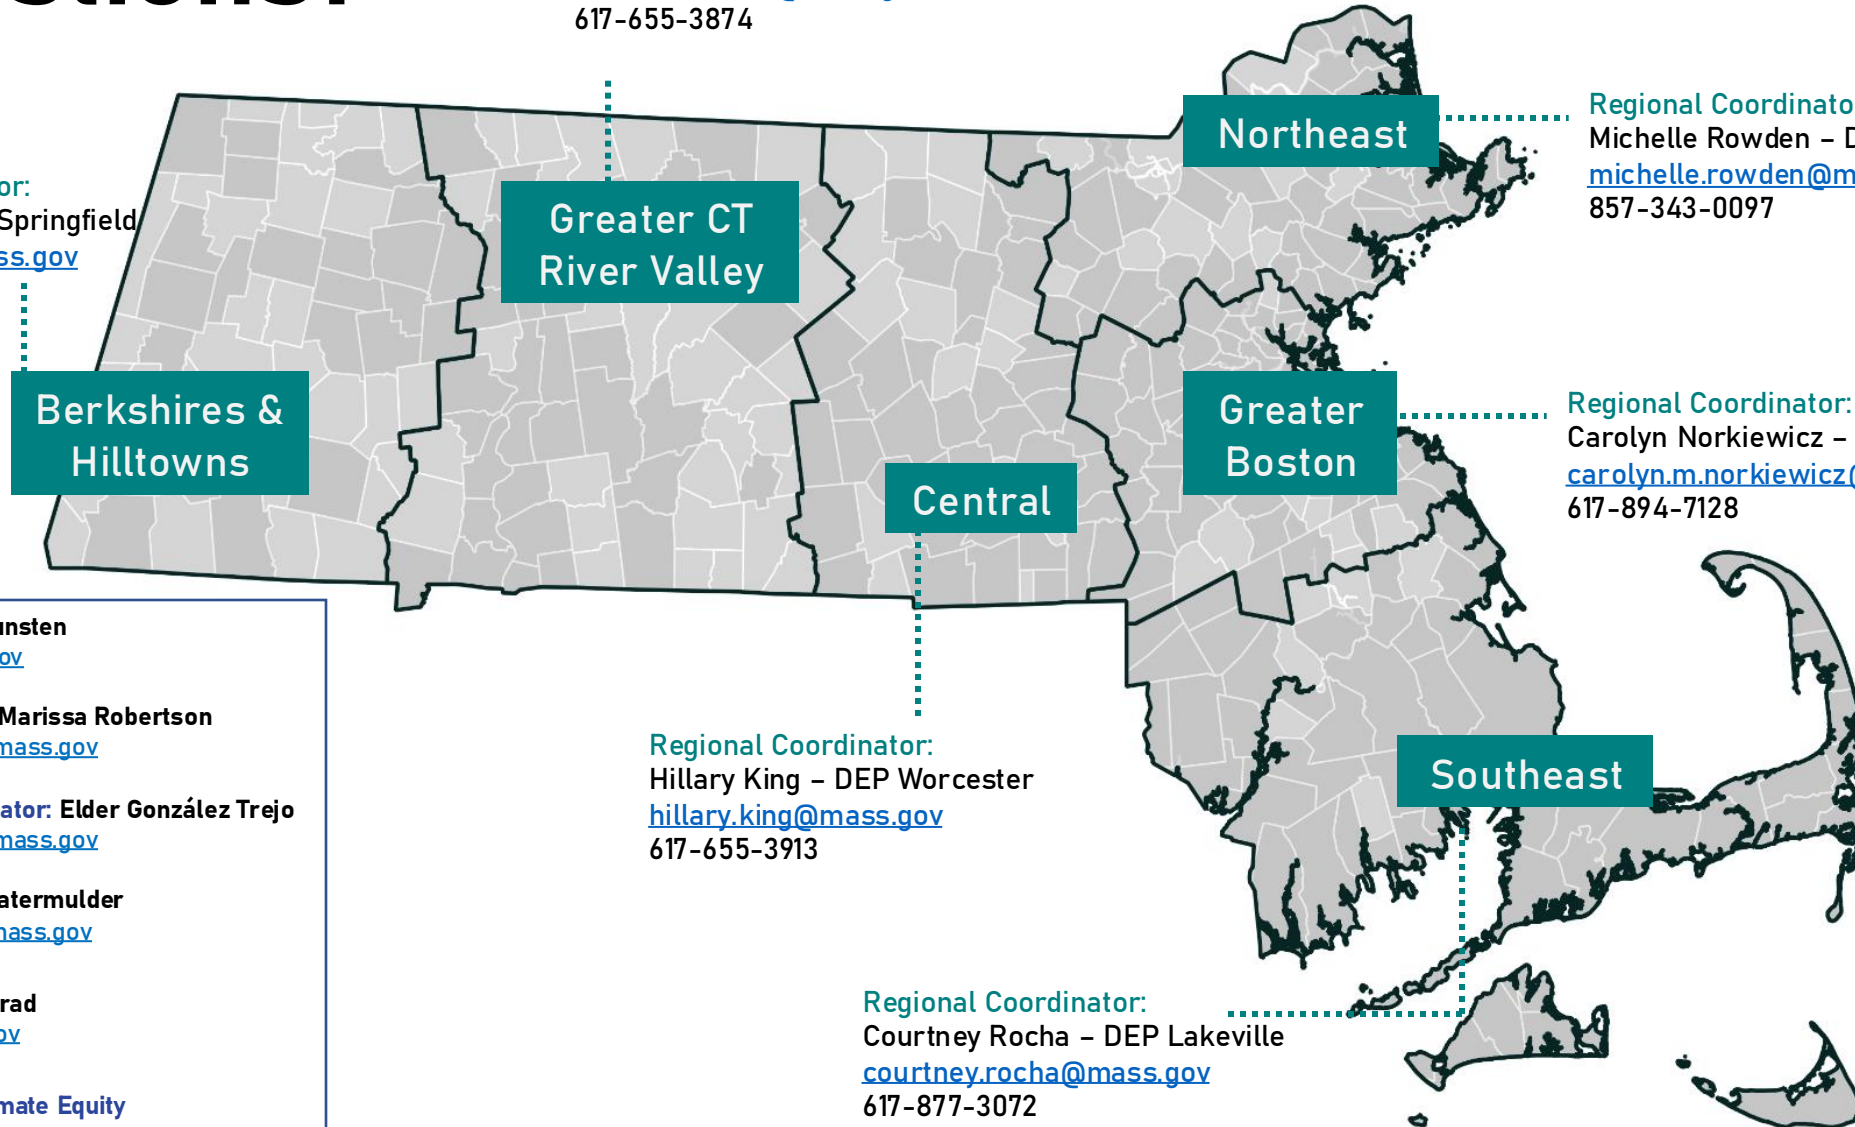 617-655-3874
Northeast
Regional Coordinato
Michelle Rowden – D
michelle.rowden@m
857-343-0097
or:
Springfield
ss.gov
Greater CT
River Valley
Berkshires &
Hilltowns
Greater
Boston
Regional Coordinator:
Carolyn Norkiewicz –
carolyn.m.norkiewicz@
617-894-7128
Central
unsten
ov
Marissa Robertson
mass.gov
ator: Elder González Trejo
mass.gov
atermulder
mass.gov
rad
ov
mate Equity
Regional Coordinator:
Hillary King – DEP Worcester
hillary.king@mass.gov
617-655-3913
Southeast
Regional Coordinator:
Courtney Rocha – DEP Lakeville
courtney.rocha@mass.gov
617-877-3072